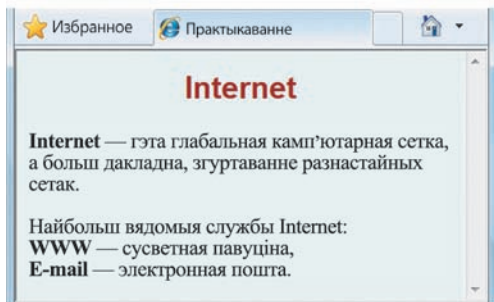 Избранное
Практыкаванне
Internet
Internet — гэта глабальная камп’ютарная сетка,
а больш дакладна, згуртаванне разнастайных
сетак.
Найбольш вядомыя службы Internet:
WWW — сусветная павуціна,
E-mail — электронная пошта.